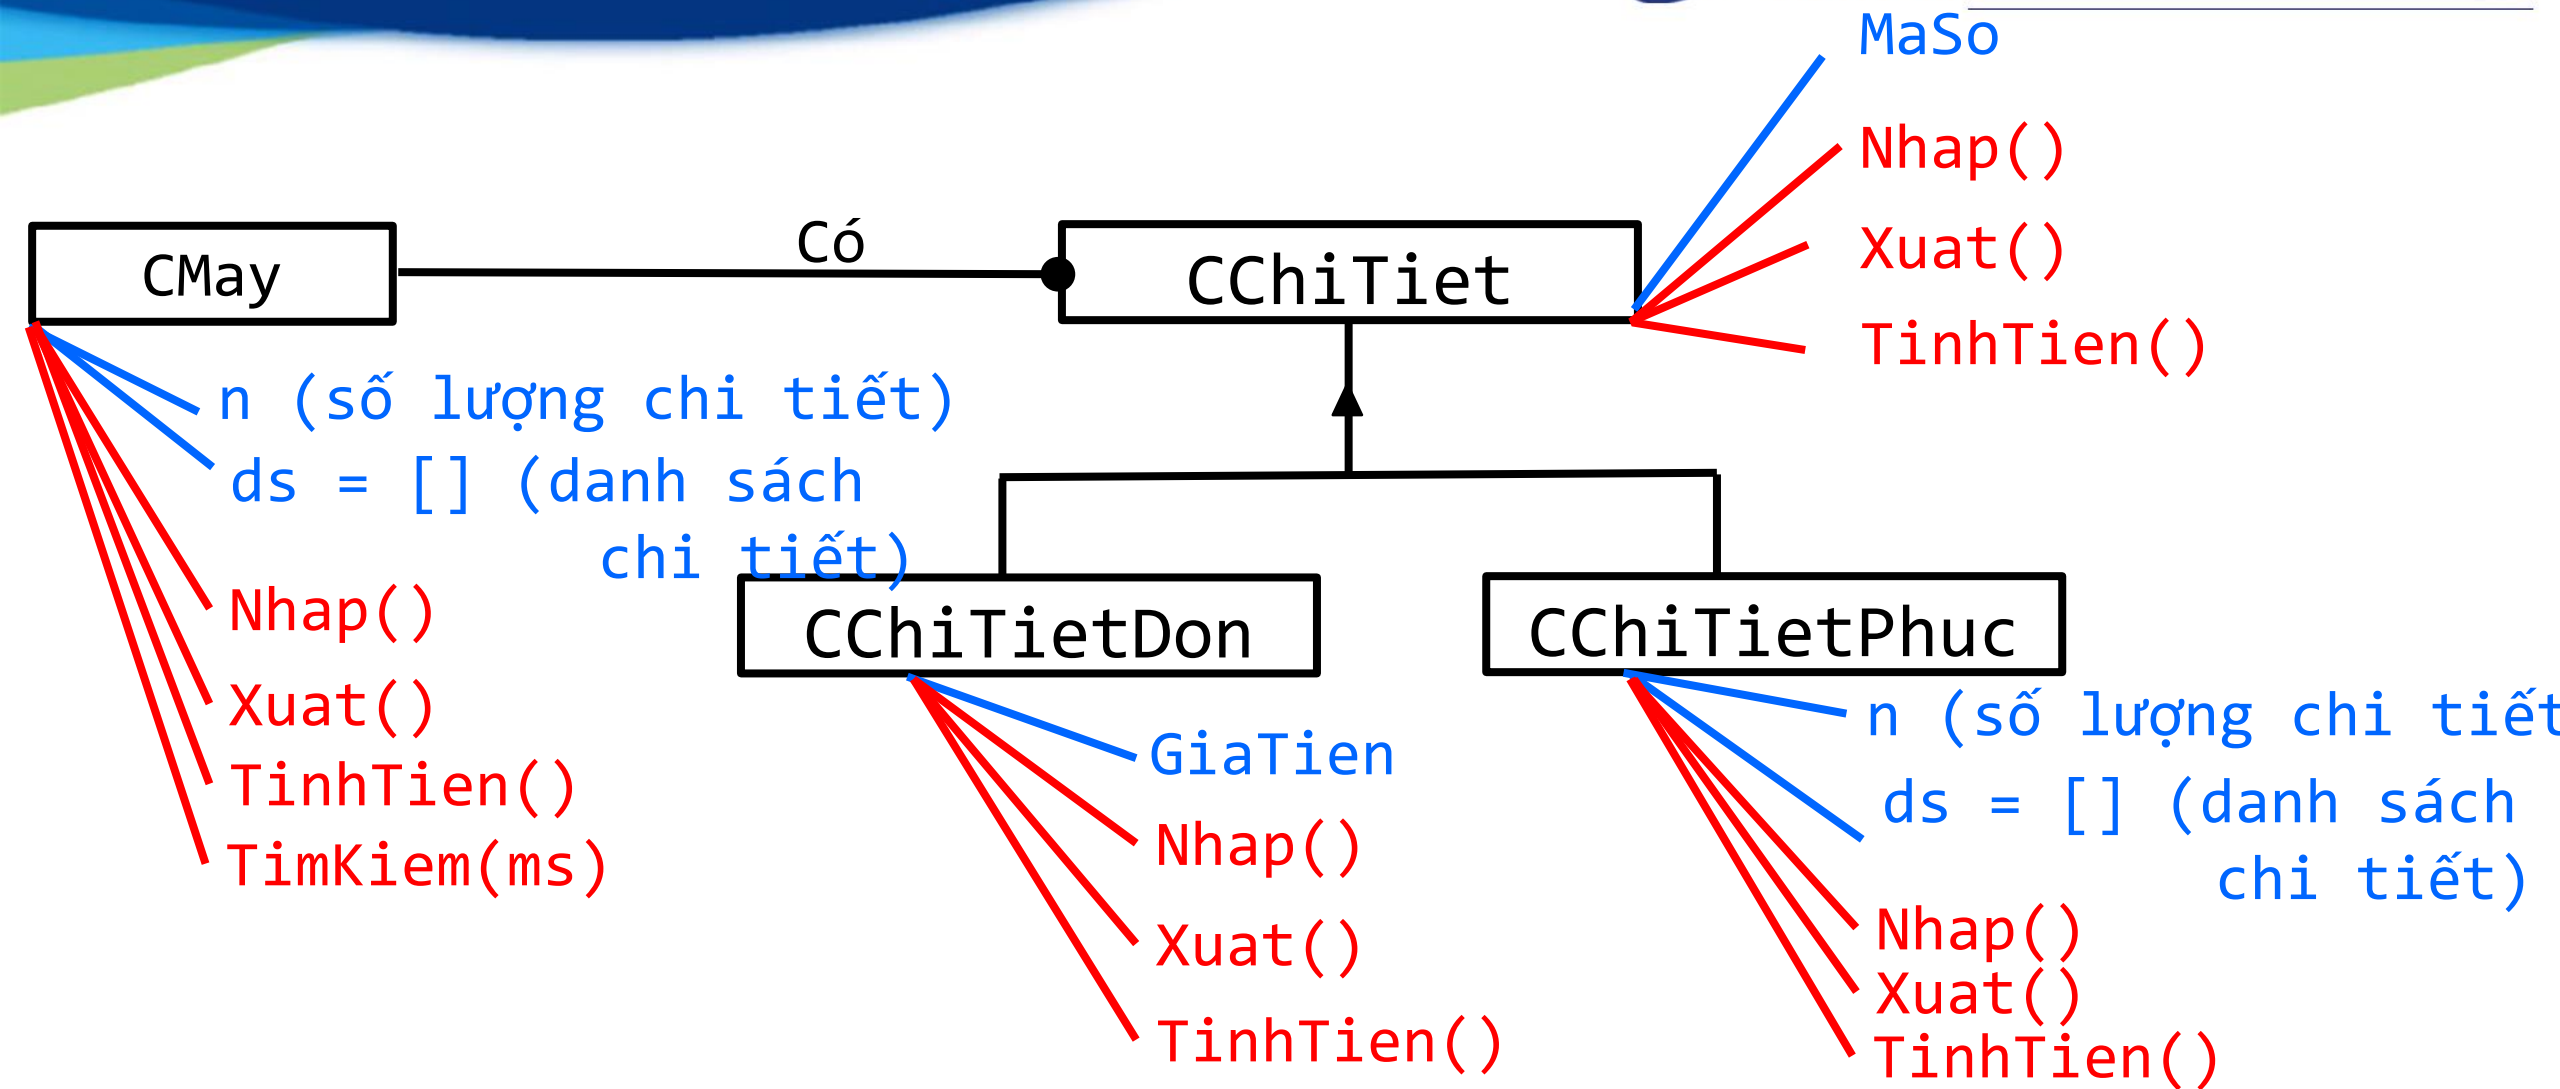 MaSo
Nhap()
Xuat()
TinhTien()
Có
CMay
CChiTiet
n (số lượng chi tiết)
ds = [] (danh sách
chi tiết)
Nhap()
Xuat()
TinhTien()
TimKiem(ms)
CChiTietDon
GiaTien
Nhap()
Xuat()
TinhTien()
CChiTietPhuc
n (số lượng chi tiết
ds = [] (danh sách
chi tiết)
Nhap()
Xuat()
TinhTien()